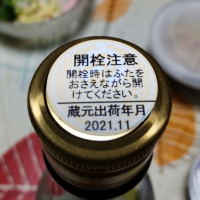 開栓注意
開栓時はふたを
おさえながら開
けてください。
蔵元出荷年月
2021.11